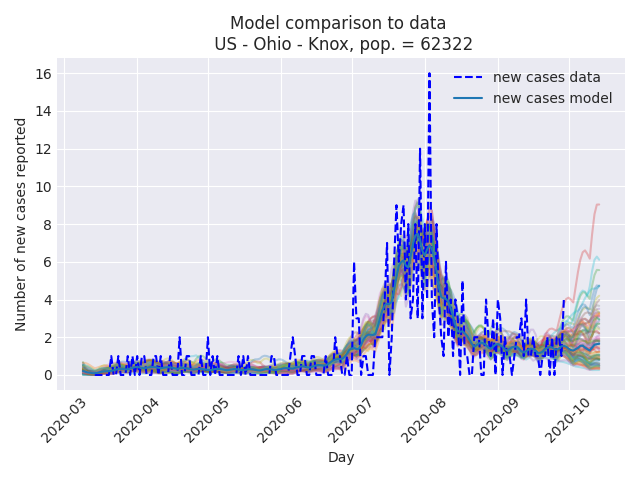 Model comparison to data
US - Ohio - Knox, pop. = 62322
new cases data
new cases model
Number of new cases reported
16
14
12
10
8
6
4
2
0
2020-03
2020-04
2020-05
2020-06
2020-07
2020-08
2020-09
2020-10
Day